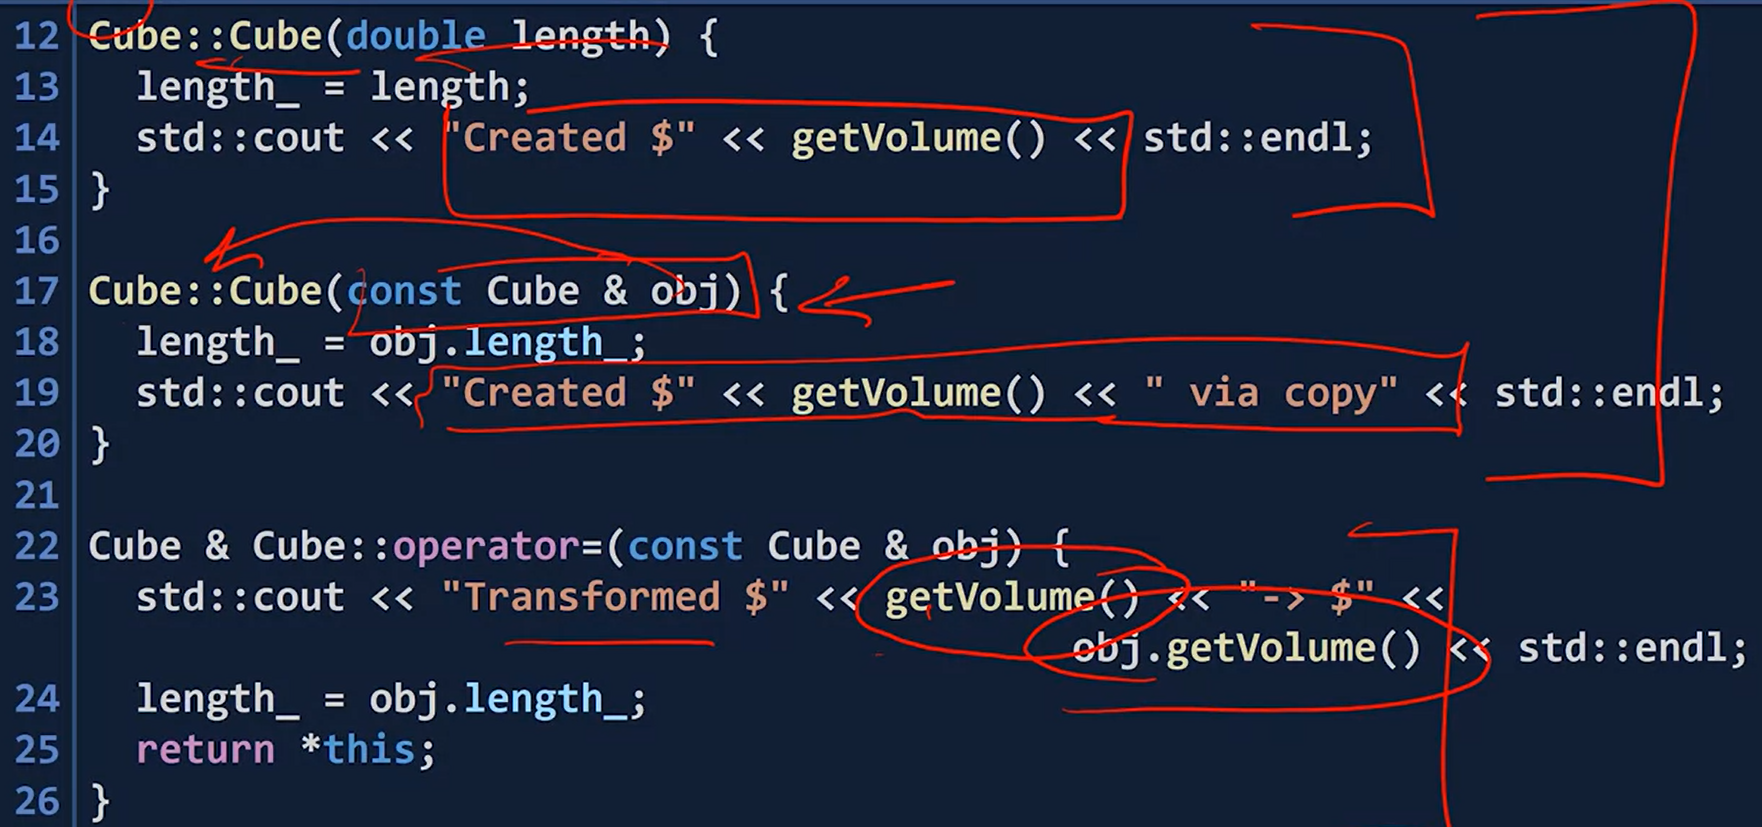 12 Cube::Cube(double length) {
13   length_ = length;
14   std::cout << "Created $" << getVolume() << std::endl;
15 }
16
17 Cube::Cube(const Cube & obj) {
18   length_ = obj.length_;
19   std::cout << "Created $" << getVolume() << " via copy" << std::endl;
20 }
21
22 Cube & Cube::operator=(const Cube & obj) {
23   std::cout << "Transformed $" << getVolume() << "-> $" <<
obj.getVolume() << std::endl;
24   length_ = obj.length_;
25   return *this;
26 }